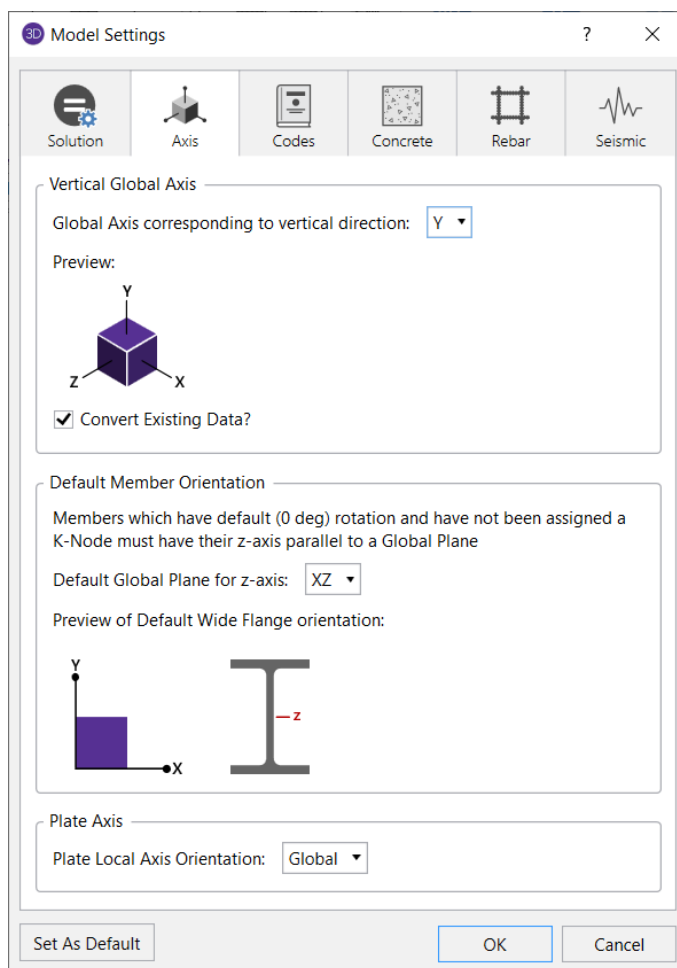 3D Model Settings ?
Solution Axis Codes Concrete Rebar Seismic
Vertical Global Axis
Global Axis corresponding to vertical direction: Y
Preview:
Y
Z X
Convert Existing Data?
Default Member Orientation
Members which have default (0 deg) rotation and have not been assigned a
K-Node must have their z-axis parallel to a Global Plane
Default Global Plane for z-axis: XZ
Preview of Default Wide Flange orientation:
Y
z
X
Plate Axis
Plate Local Axis Orientation: Global
Set As Default OK Cancel